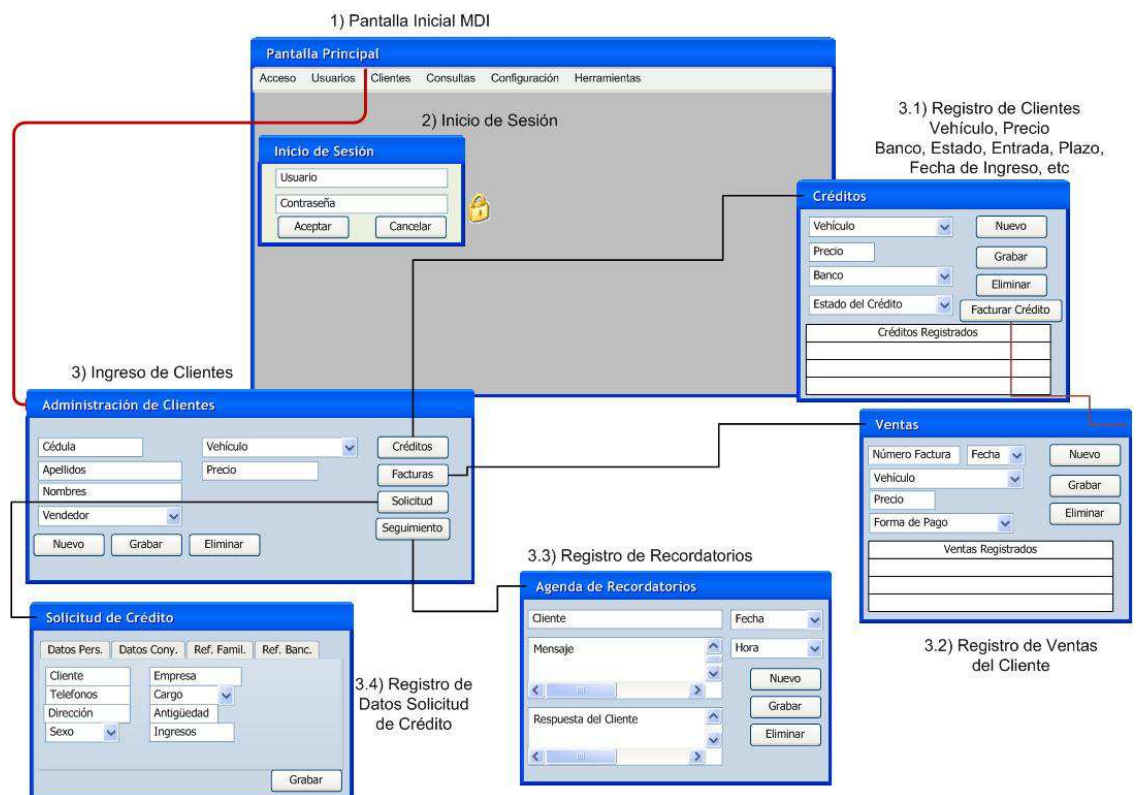 1) Pantalla Inicial MDI
Pantalla Principal
Acceso Usuarios Clientes Consultas Configuración Herramientas
2) Inicio de Sesión
Inicio de Sesión
Usuario
Contraseña
Aceptar Cancelar
3.1) Registro de Clientes
Vehículo, Precio
Banco, Estado, Entrada, Plazo,
Fecha de Ingreso, etc
Créditos
Vehículo Nuevo
Precio Grabar
Banco Eliminar
Estado del Crédito Facturar Crédito
Créditos Registrados
3) Ingreso de Clientes
Administración de Clientes
Cédula Vehículo Créditos
Apellidos Precio Facturas
Nombres Solicitud
Vendedor Seguimiento
Nuevo Grabar Eliminar
Ventas
Número Factura Fecha Nuevo
Vehículo Grabar
Precio Eliminar
Forma de Pago
Ventas Registrados
3.2) Registro de Ventas
del Cliente
3.3) Registro de Recordatorios
Agenda de Recordatorios
Cliente Fecha
Mensaje Hora
Nuevo
Grabar
Respuesta del Cliente Eliminar
Solicitud de Crédito
Datos Pers. Datos Cony. Ref. Famil. Ref. Banc.
Cliente Empresa
Telefonos Cargo
Dirección Antigüedad
Sexo Ingresos
Grabar
3.4) Registro de
Datos Solicitud
de Crédito